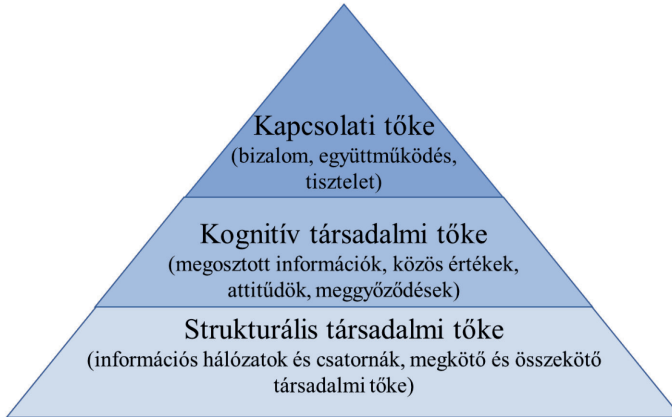 Kapcsolati tőke
(bizalom, együttműködés,
tisztelet)
Kognitív társadalmi tőke
(megosztott információk, közös értékek,
attitűdök, meggyőződések)
Strukturális társadalmi tőke
(információs hálózatok és csatornák, megkötő és összekötő
társadalmi tőke)